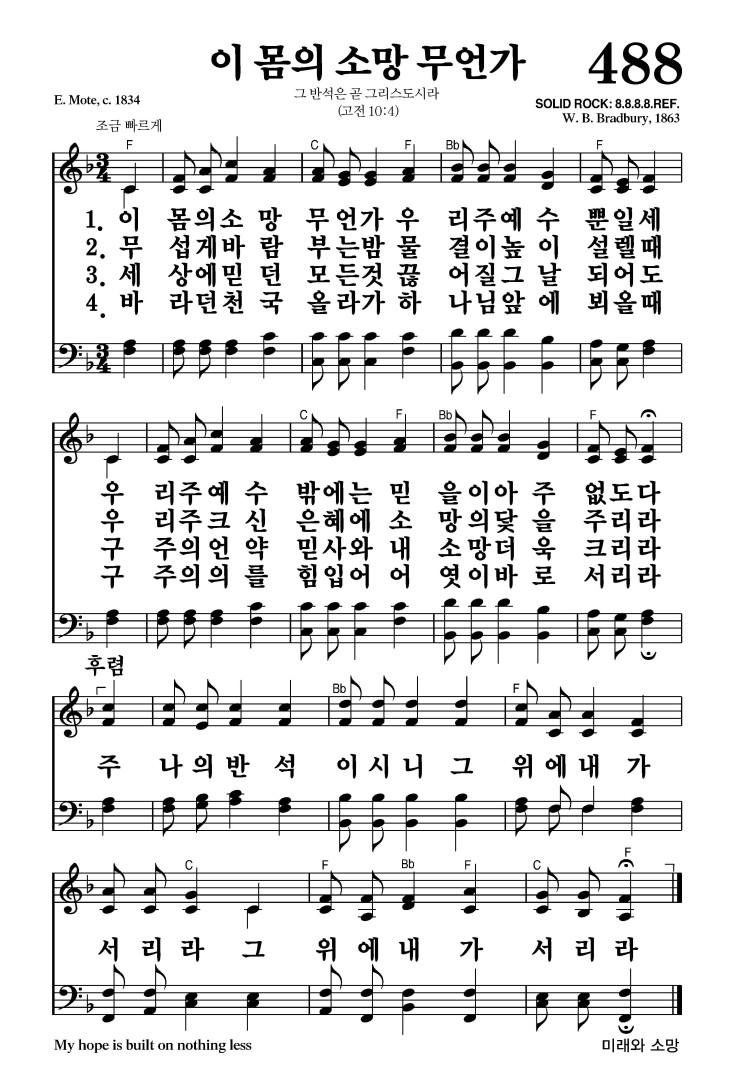 이 몸의 소망 무언가 488
그 반석은 곧 그리스도시라
E. Mote, c. 1834 (고전 10:4) SOLID ROCK: 8.8.8.8.REF.
W. B. Bradbury, 1863
조금 빠르게
F C F Bb F
1. 이 몸의소 망 무언가 우 리주예 수 뿐일세
2. 무 섭게바 람 부는밤 물 결이높 이 설렐때
3. 세 상에믿 던 모든것 끊 어질그 날 되어도
4. 바 라던천 국 올라가 하 나님앞 에 뵈올때
C F Bb F
우 리주예 수 밖에는 믿 을이아 주 없도다
우 리주크 신 은혜에 소 망의닻 을 주리라
구 주의언 약 믿사와 내 소망더 욱 크리라
구 주의의 를 힘입어 어 엿이바 로 서리라
후렴
Bb F
주 나의반 석 이시니 그 위에내 가
C F Bb F C F
서리라 그 위에내 가 서리라
My hope is built on nothing less 미래와 소망